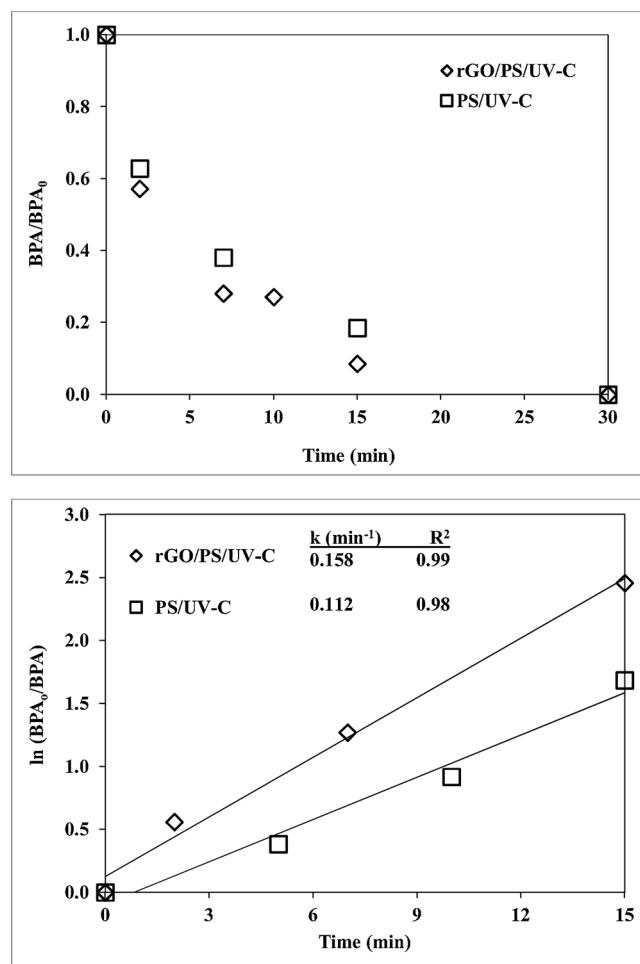 1.0
0.8
0.6
0.4
0.2
0.0
BPA/BPA₀
rGO/PS/UV-C
PS/UV-C
0 5 10 15 20 25 30
Time (min)
3.0
2.5
2.0
1.5
1.0
0.5
0.0
ln (BPAₒ/BPA)
k (min⁻¹) R²
rGO/PS/UV-C 0.158 0.99
PS/UV-C 0.112 0.98
0 3 6 9 12 15
Time (min)